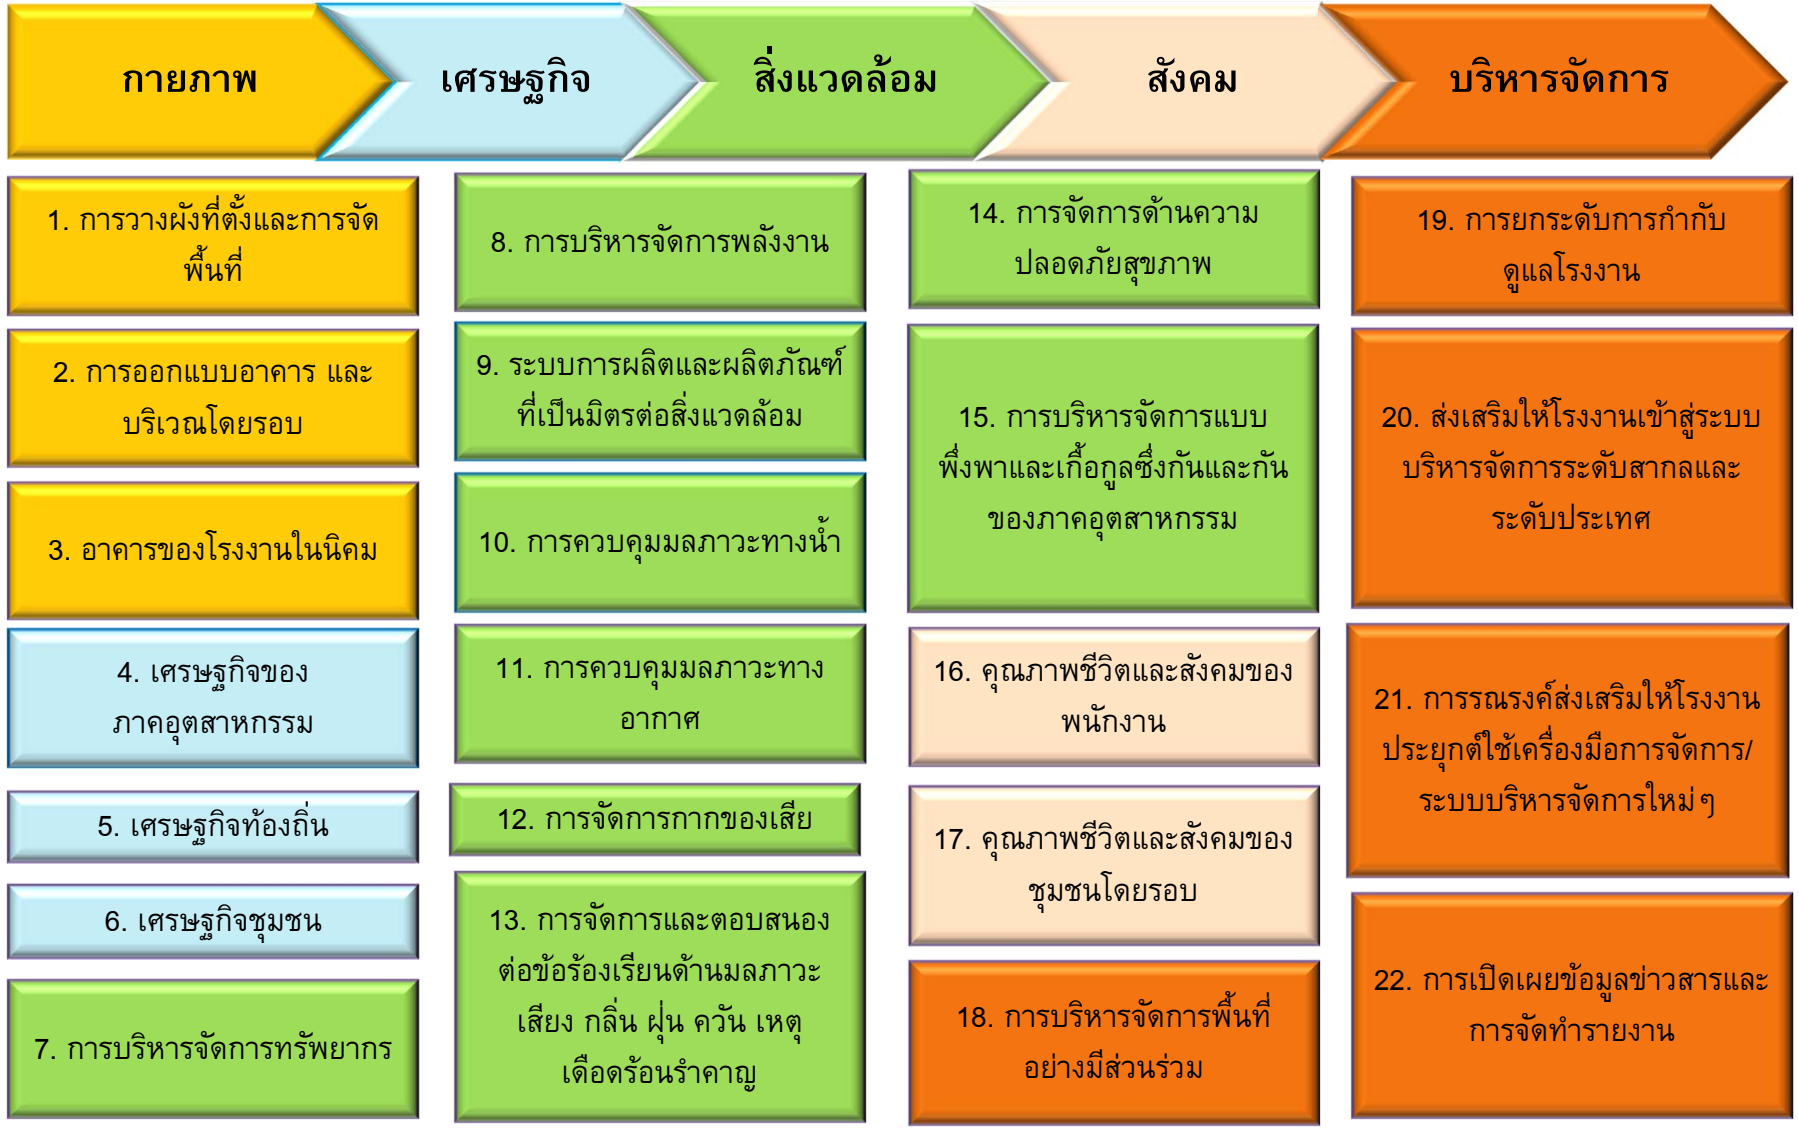 กายภาพ
เศรษฐกิจ
สิ่งแวดล้อม
สังคม
บริหารจัดการ
1. การวางผังที่ตั้งและการจัด
พื้นที่
2. การออกแบบอาคาร และ
บริเวณโดยรอบ
3. อาคารของโรงงานในนิคม
4. เศรษฐกิจของ
ภาคอุตสาหกรรม
5. เศรษฐกิจท้องถิ่น
6. เศรษฐกิจชุมชน
7. การบริหารจัดการทรัพยากร
8. การบริหารจัดการพลังงาน
9. ระบบการผลิตและผลิตภัณฑ์
ที่เป็นมิตรต่อสิ่งแวดล้อม
10. การควบคุมมลภาวะทางน้ำ
11. การควบคุมมลภาวะทาง
อากาศ
12. การจัดการกากของเสีย
13. การจัดการและตอบสนอง
ต่อข้อร้องเรียนด้านมลภาวะ
เสียง กลิ่น ฝุ่น ควัน เหตุ
เดือดร้อนรำคาญ
14. การจัดการด้านความ
ปลอดภัยสุขภาพ
15. การบริหารจัดการแบบ
พึ่งพาและเกื้อกูลซึ่งกันและกัน
ของภาคอุตสาหกรรม
16. คุณภาพชีวิตและสังคมของ
พนักงาน
17. คุณภาพชีวิตและสังคมของ
ชุมชนโดยรอบ
18. การบริหารจัดการพื้นที่
อย่างมีส่วนร่วม
19. การยกระดับการกำกับ
ดูแลโรงงาน
20. ส่งเสริมให้โรงงานเข้าสู่ระบบ
บริหารจัดการระดับสากลและ
ระดับประเทศ
21. การรณรงค์ส่งเสริมให้โรงงาน
ประยุกต์ใช้เครื่องมือการจัดการ/
ระบบบริหารจัดการใหม่ๆ
22. การเปิดเผยข้อมูลข่าวสารและ
การจัดทำรายงาน